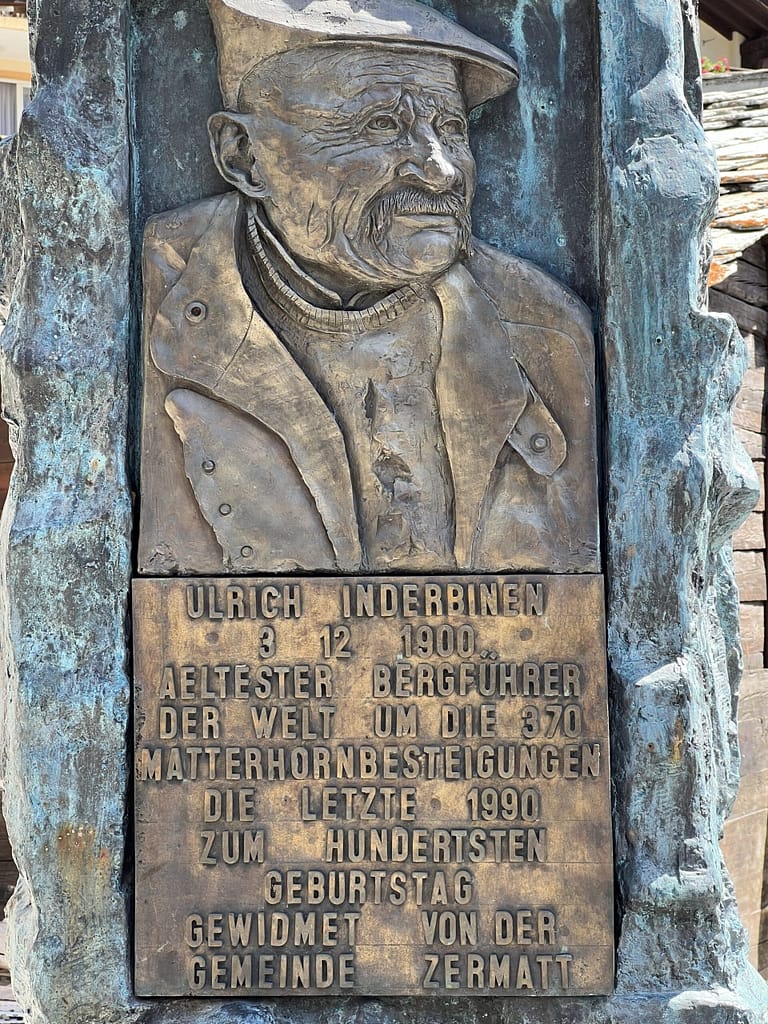 ULRICH INDERBINEN
3 12 1900
AELTESTER BERGFÜHRER
DER WELT UM DIE 370
MATTERHORNBESTEIGUNGEN
DIE LETZTE 1990
ZUM HUNDERTSTEN
GEBURTSTAG
GEWIDMET VON DER
GEMEINDE ZERMATT